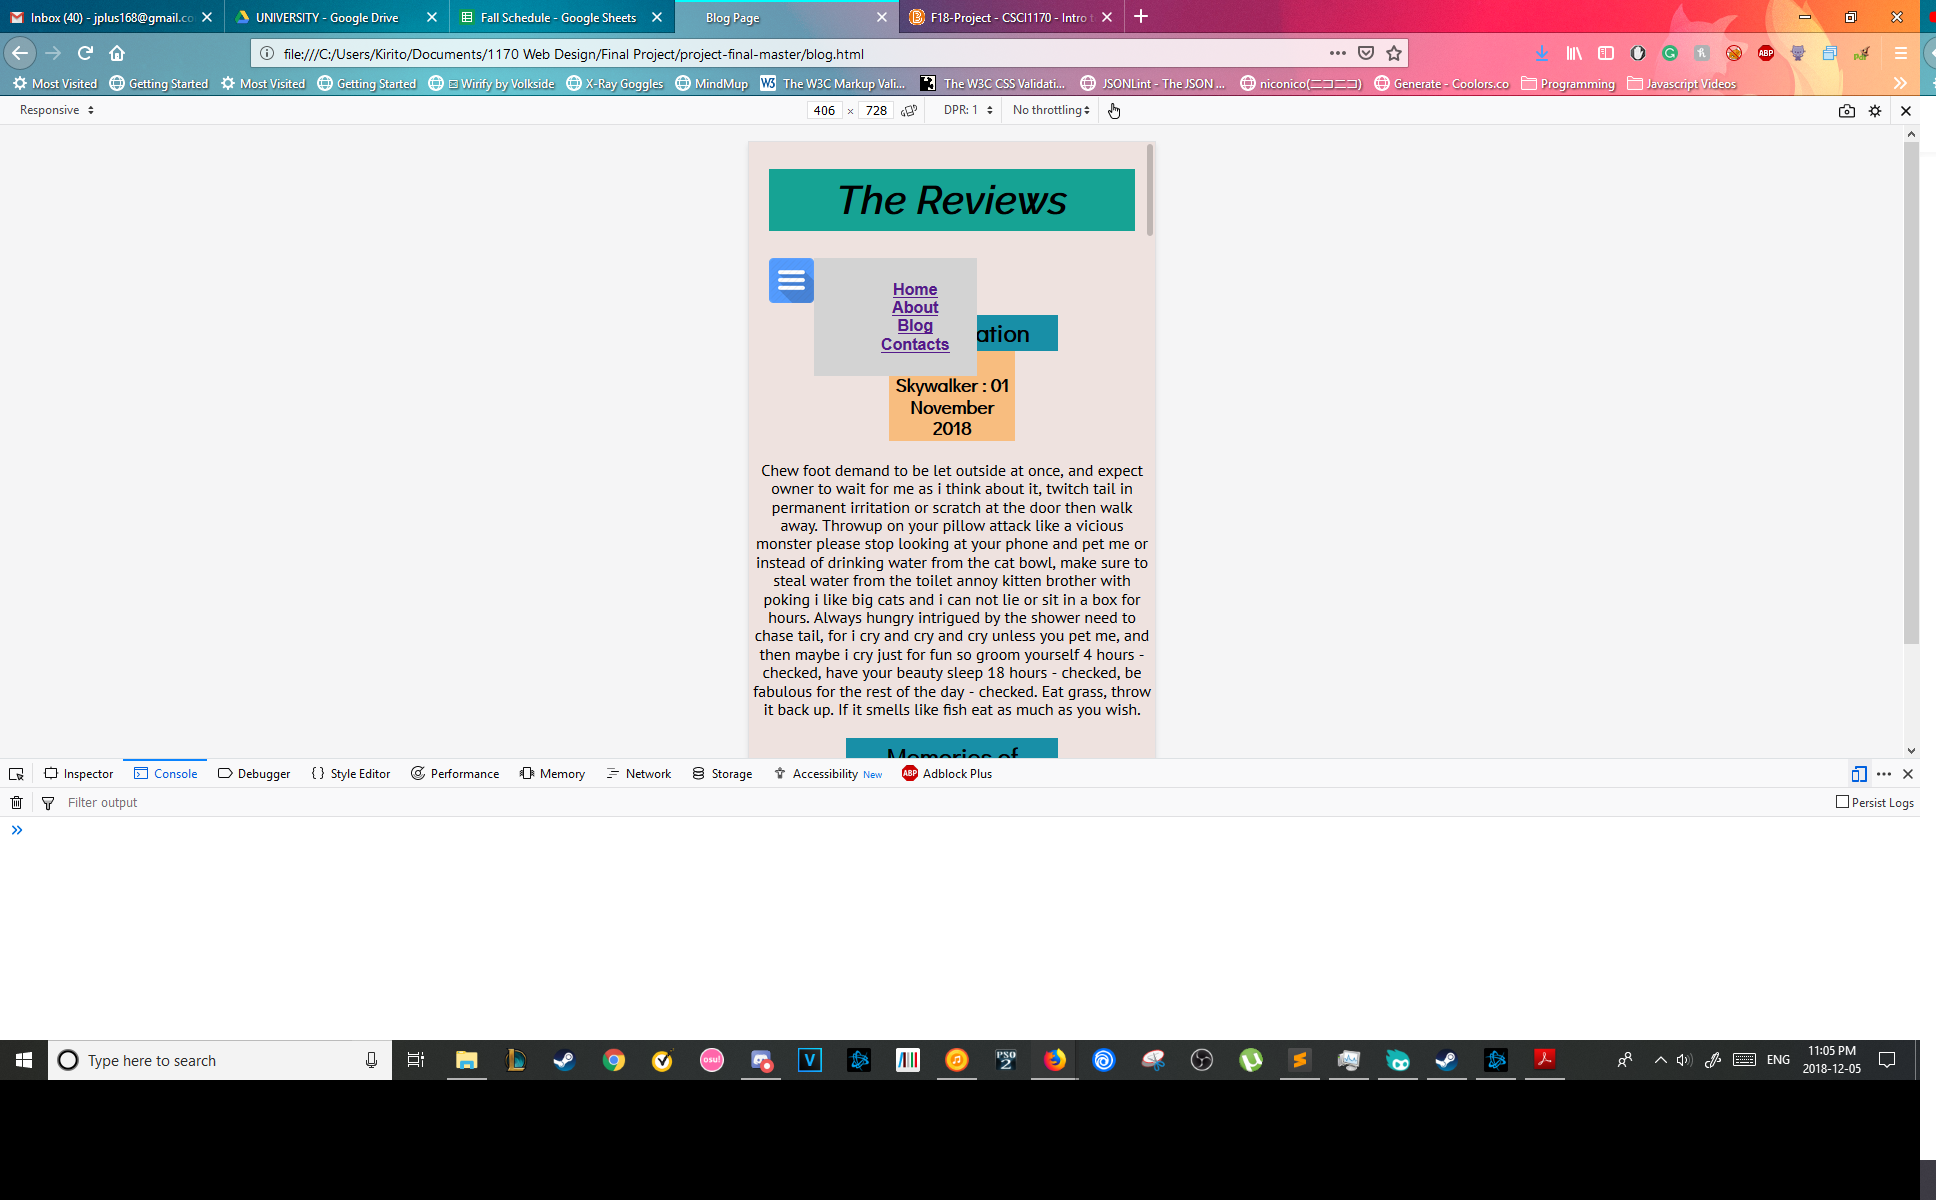 Inbox (40) - jplus168@gmail.co
UNIVERSITY - Google Drive
Fall Schedule - Google Sheets
Blog Page
F18-Project - CSCI1170 - Intro t
file:///C:/Users/Kirito/Documents/1170 Web Design/Final Project/project-final-master/blog.html
Most Visited
Getting Started
Most Visited
Getting Started
Wirify by Volkside
X-Ray Goggles
MindMup
The W3C Markup Vali...
The W3C CSS Validati...
JSONLint - The JSON ...
niconico(ニコニコ)
Generate - Coolors.co
Programming
Javascript Videos
Responsive
406 × 728
DPR: 1
No throttling
The Reviews
Home
About
Blog
Contacts
ation
Skywalker : 01
November
2018
Chew foot demand to be let outside at once, and expect
owner to wait for me as i think about it, twitch tail in
permanent irritation or scratch at the door then walk
away. Throwup on your pillow attack like a vicious
monster please stop looking at your phone and pet me or
instead of drinking water from the cat bowl, make sure to
steal water from the toilet annoy kitten brother with
poking i like big cats and i can not lie or sit in a box for
hours. Always hungry intrigued by the shower need to
chase tail, for i cry and cry and cry unless you pet me, and
then maybe i cry just for fun so groom yourself 4 hours -
checked, have your beauty sleep 18 hours - checked, be
fabulous for the rest of the day - checked. Eat grass, throw
it back up. If it smells like fish eat as much as you wish.
Memories of
Inspector
Console
Debugger
Style Editor
Performance
Memory
Network
Storage
Accessibility New
ABP Adblock Plus
Filter output
Persist Logs
Type here to search
osu!
PSO
2
ENG
11:05 PM
2018-12-05